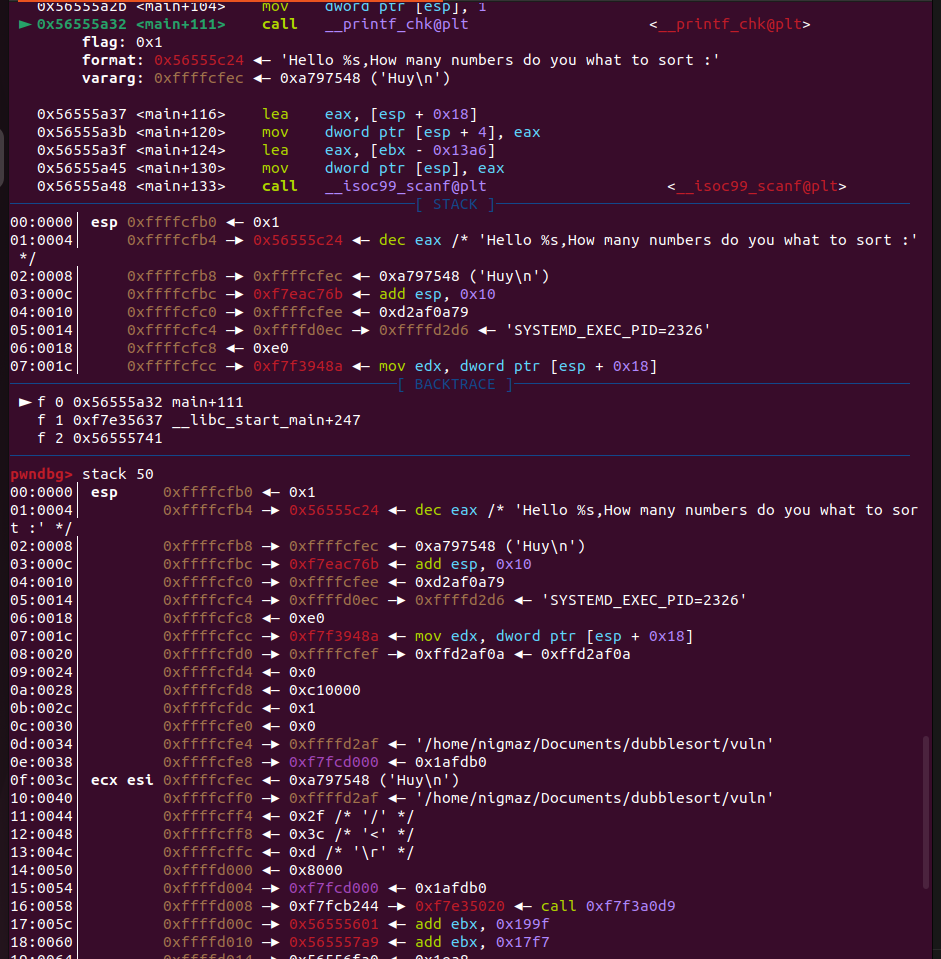 0x56555a2b <main+104>    mov    dword ptr [esp], 1
► 0x56555a32 <main+111>    call   __printf_chk@plt                     <__printf_chk@plt>
flag: 0x1
format: 0x56555c24 ◄— 'Hello %s,How many numbers do you what to sort :'
vararg: 0xffffcfec ◄— 0xa797548 ('Huy\n')
0x56555a37 <main+116>    lea    eax, [esp + 0x18]
0x56555a3b <main+120>    mov    dword ptr [esp + 4], eax
0x56555a3f <main+124>    lea    eax, [ebx - 0x13a6]
0x56555a45 <main+130>    mov    dword ptr [esp], eax
0x56555a48 <main+133>    call   __isoc99_scanf@plt                     <__isoc99_scanf@plt>
[ STACK ]
00:0000│ esp 0xffffcfb0 ◄— 0x1
01:0004│     0xffffcfb4 —► 0x56555c24 ◄— dec eax /* 'Hello %s,How many numbers do you what to sort :'
*/
02:0008│     0xffffcfb8 —► 0xffffcfec ◄— 0xa797548 ('Huy\n')
03:000c│     0xffffcfbc —► 0xf7eac76b ◄— add esp, 0x10
04:0010│     0xffffcfc0 —► 0xffffcfee ◄— 0xd2af0a79
05:0014│     0xffffcfc4 —► 0xffffd0ec —► 0xffffd2d6 ◄— 'SYSTEMD_EXEC_PID=2326'
06:0018│     0xffffcfc8 ◄— 0xe0
07:001c│     0xffffcfcc —► 0xf7f3948a ◄— mov edx, dword ptr [esp + 0x18]
[ BACKTRACE ]
► f 0 0x56555a32 main+111
f 1 0xf7e35637 __libc_start_main+247
f 2 0x56555741
pwndbg> stack 50
00:0000│ esp     0xffffcfb0 ◄— 0x1
01:0004│         0xffffcfb4 —► 0x56555c24 ◄— dec eax /* 'Hello %s,How many numbers do you what to sor
t :' */
02:0008│         0xffffcfb8 —► 0xffffcfec ◄— 0xa797548 ('Huy\n')
03:000c│         0xffffcfbc —► 0xf7eac76b ◄— add esp, 0x10
04:0010│         0xffffcfc0 —► 0xffffcfee ◄— 0xd2af0a79
05:0014│         0xffffcfc4 —► 0xffffd0ec —► 0xffffd2d6 ◄— 'SYSTEMD_EXEC_PID=2326'
06:0018│         0xffffcfc8 ◄— 0xe0
07:001c│         0xffffcfcc —► 0xf7f3948a ◄— mov edx, dword ptr [esp + 0x18]
08:0020│         0xffffcfd0 —► 0xffffcfef —► 0xffd2af0a ◄— 0xffd2af0a
09:0024│         0xffffcfd4 ◄— 0x0
0a:0028│         0xffffcfd8 ◄— 0xc10000
0b:002c│         0xffffcfdc ◄— 0x1
0c:0030│         0xffffcfe0 ◄— 0x0
0d:0034│         0xffffcfe4 —► 0xffffd2af ◄— '/home/nigmaz/Documents/dubblesort/vuln'
0e:0038│         0xffffcfe8 —► 0xf7fcd000 ◄— 0x1afdb0
0f:003c│ ecx esi 0xffffcfec ◄— 0xa797548 ('Huy\n')
10:0040│         0xffffcff0 —► 0xffffd2af ◄— '/home/nigmaz/Documents/dubblesort/vuln'
11:0044│         0xffffcff4 ◄— 0x2f /* '/' */
12:0048│         0xffffcff8 ◄— 0x3c /* '<' */
13:004c│         0xffffcffc ◄— 0xd /* '\r' */
14:0050│         0xffffd000 ◄— 0x8000
15:0054│         0xffffd004 —► 0xf7fcd000 ◄— 0x1afdb0
16:0058│         0xffffd008 —► 0xf7fcb244 —► 0xf7e35020 ◄— call 0xf7f3a0d9
17:005c│         0xffffd00c —► 0x56555601 ◄— add ebx, 0x199f
18:0060│         0xffffd010 —► 0x565557a9 ◄— add ebx, 0x17f7
19:0064│         0xffffd014 —► 0x56556fa0 ◄— 0x1ea8